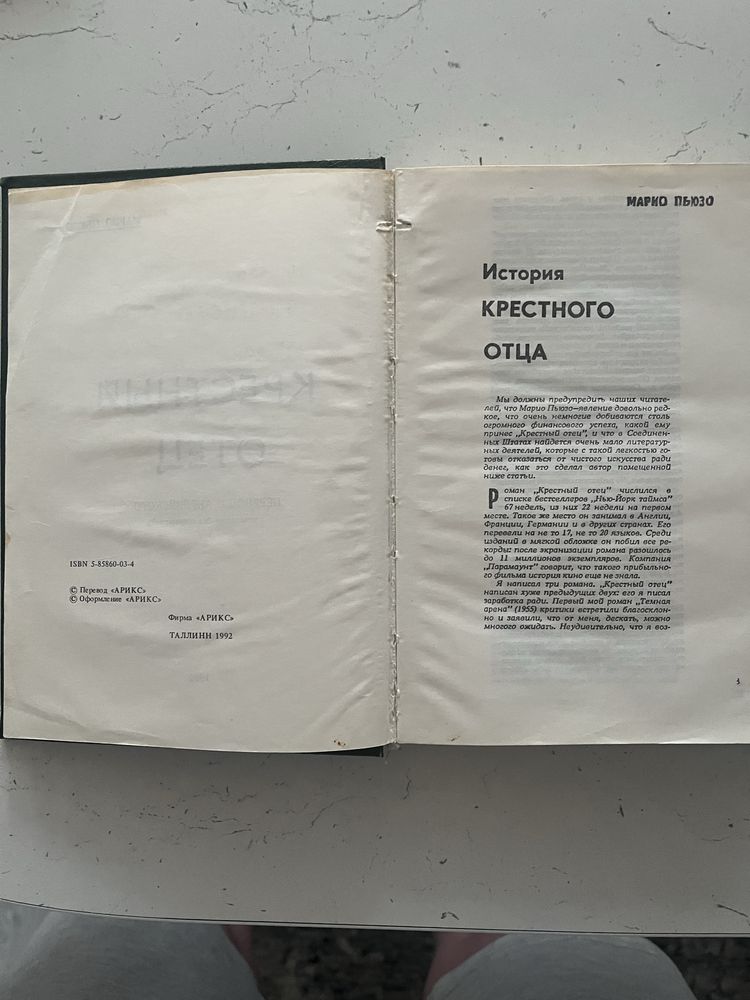 ISBN 5-85860-03-4
© Перевод «АРИКС»
© Оформление «АРИКС»
Фирма «АРИКС»
ТАЛЛИНН 1992
МАРИО ПЬЮЗО
История
КРЕСТНОГО
ОТЦА
Мы должны предупредить наших читате-
лей, что Марио Пьюзо—явление довольно ред-
кое, что очень немногие добиваются столь
огромного финансового успеха, какой ему
принес „Крестный отец", и что в Соединен-
ных Штатах найдется очень мало литератур-
ных деятелей, которые с такой легкостью го-
товы отказаться от чистого искусства ради
денег, как это сделал автор помещенной
ниже статьи.
Роман „Крестный отец" числился в
списке бестселлеров „Нью-Йорк таймса"
67 недель, из них 22 недели на первом
месте. Такое же место он занимал в Англии,
Франции, Германии и в других странах. Его
перевели на не то 17, не то 20 языков. Среди
изданий в мягкой обложке он побил все ре-
корды: после экранизации романа разошлось
до 11 миллионов экземпляров. Компания
„Парамаунт" говорит, что такого прибыльно-
го фильма история кино еще не знала.
Я написал три романа. „Крестный отец"
написан хуже предыдущих двух: его я писал
заработка ради. Первый мой роман „Темная
арена" (1955) критики встретили благосклон-
но и заявили, что от меня, дескать, можно
многого ожидать. Неудивительно, что я воз-